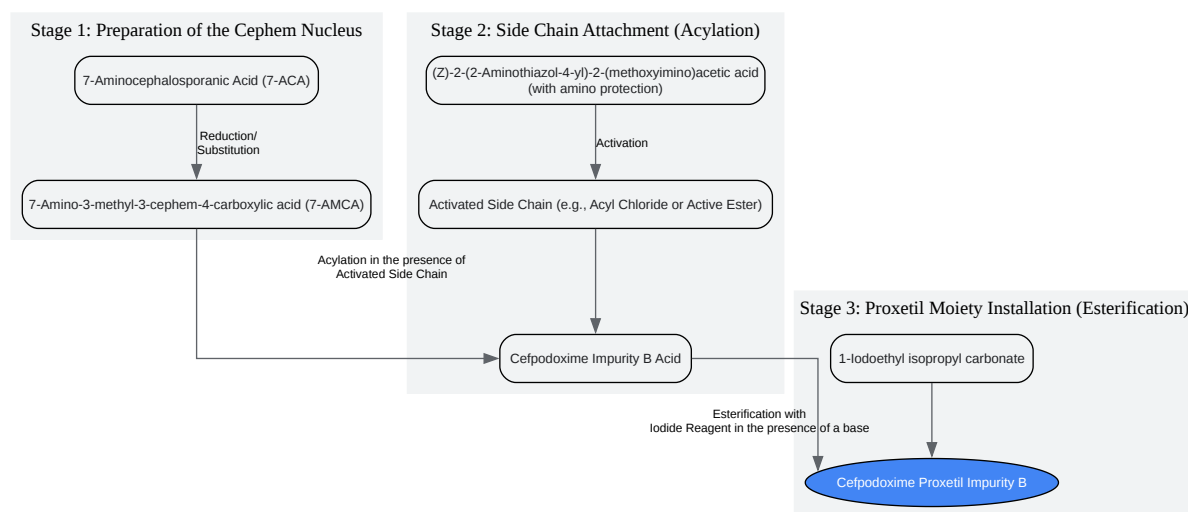 Stage 1: Preparation of the Cephem Nucleus
7-Aminocephalosporanic Acid (7-ACA)
Reduction/
Substitution
7-Amino-3-methyl-3-cephem-4-carboxylic acid (7-AMCA)
Stage 2: Side Chain Attachment (Acylation)
(Z)-2-(2-Aminothiazol-4-yl)-2-(methoxyimino)acetic acid
(with amino protection)
Activation
Activated Side Chain (e.g., Acyl Chloride or Active Ester)
Acylation in the presence of
Activated Side Chain
Cefpodoxime Impurity B Acid
Stage 3: Proxetil Moiety Installation (Esterification)
1-Iodoethyl isopropyl carbonate
Esterification with
Iodide Reagent in the presence of a base
Cefpodoxime Proxetil Impurity B